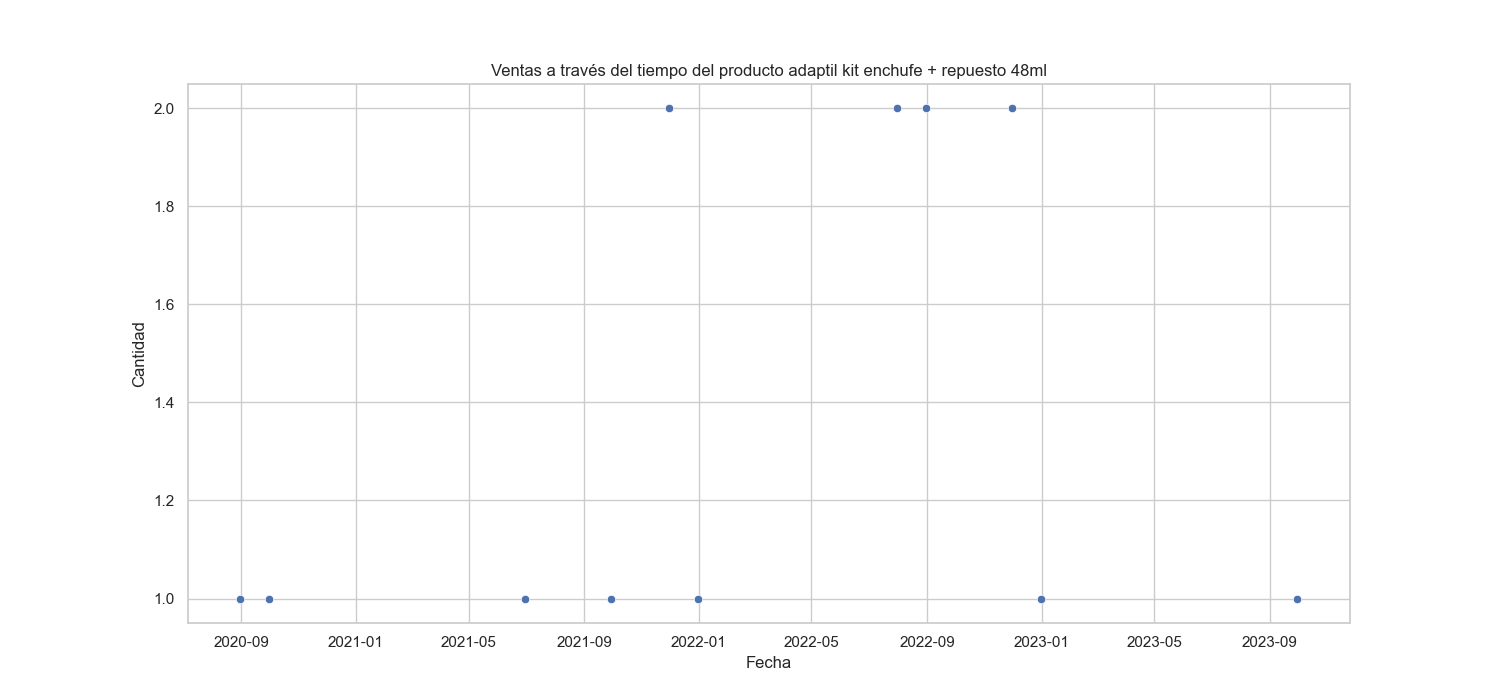 Ventas a través del tiempo del producto adaptil kit enchufe + repuesto 48ml
2.0
1.8
1.6
1.4
1.2
1.0
Cantidad
2020-09 2021-01 2021-05 2021-09 2022-01 2022-05 2022-09 2023-01 2023-05 2023-09
Fecha